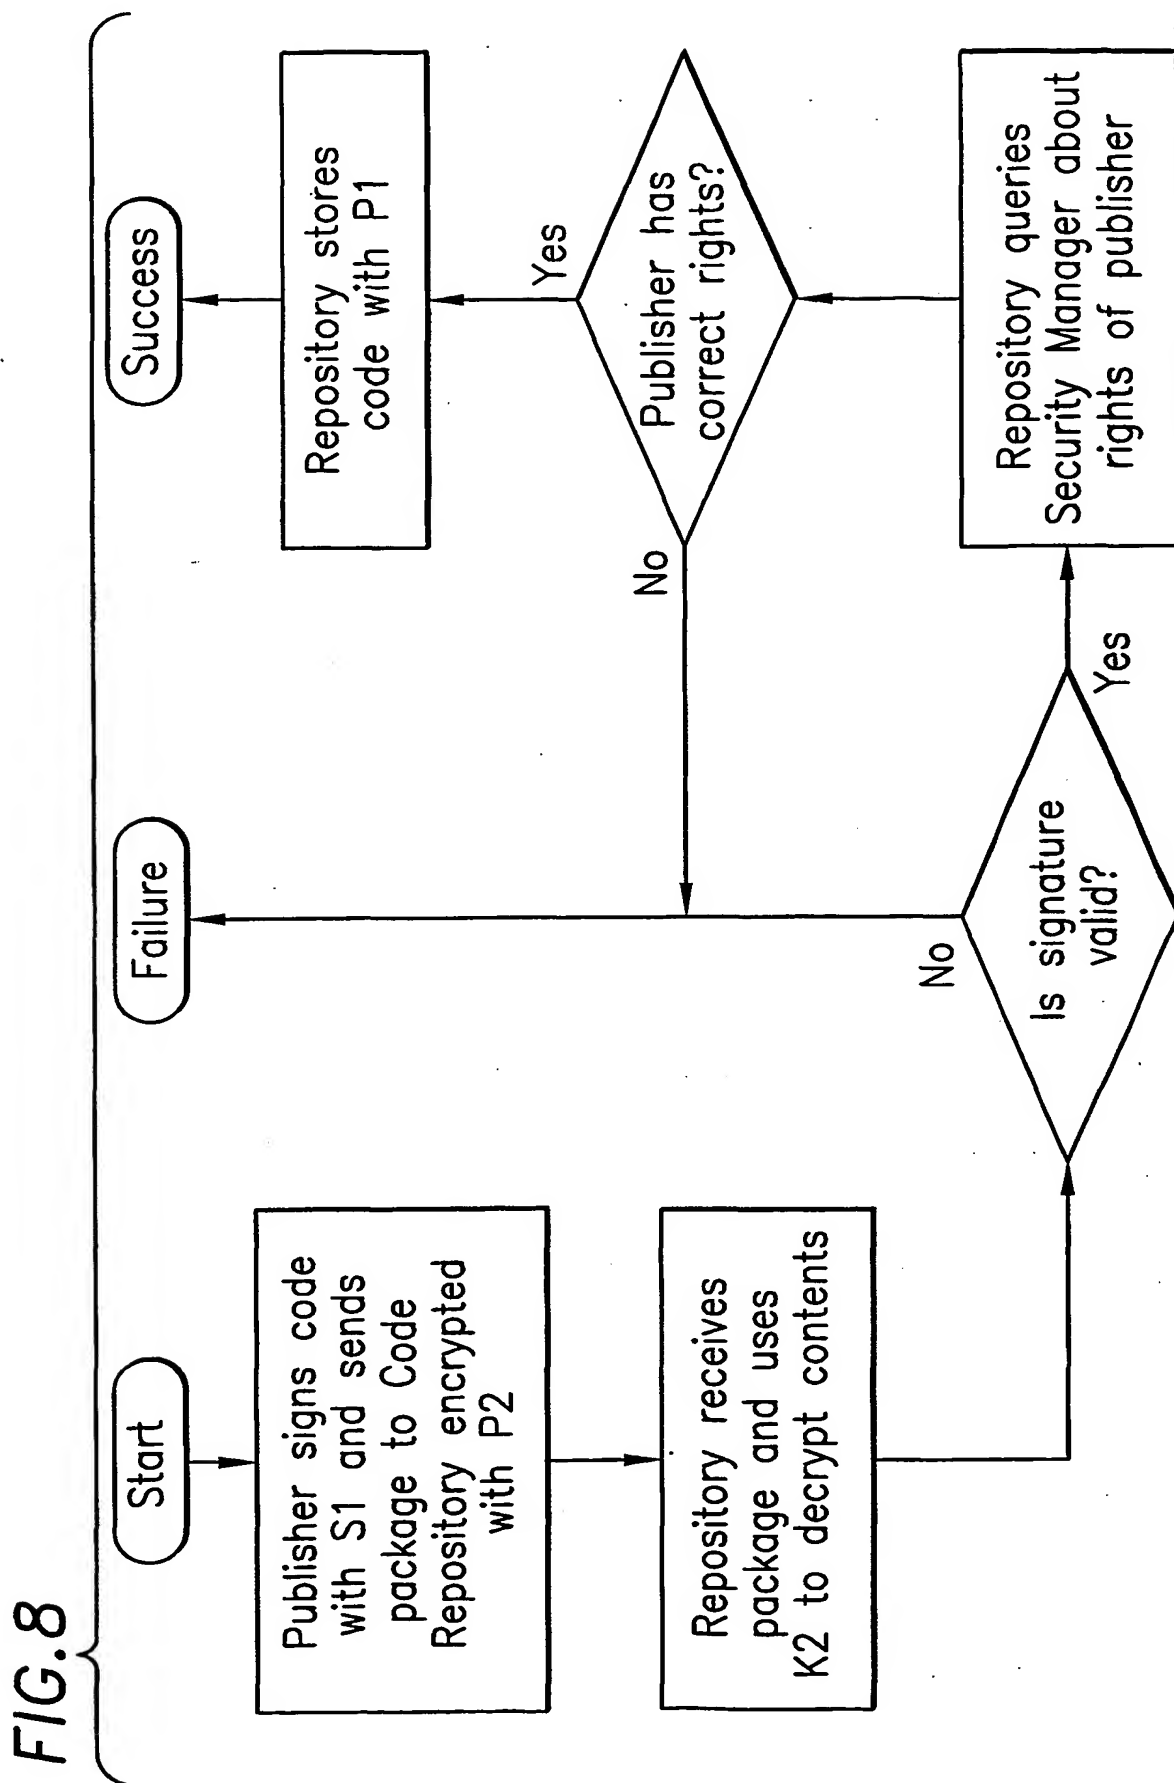 FIG.8
Start
Publisher signs code
with S1 and sends
package to Code
Repository encrypted
with P2
Repository receives
package and uses
K2 to decrypt contents
Is signature
valid?
No
Yes
Failure
Repository queries
Security Manager about
rights of publisher
Publisher has
correct rights?
No
Yes
Repository stores
code with P1
Success